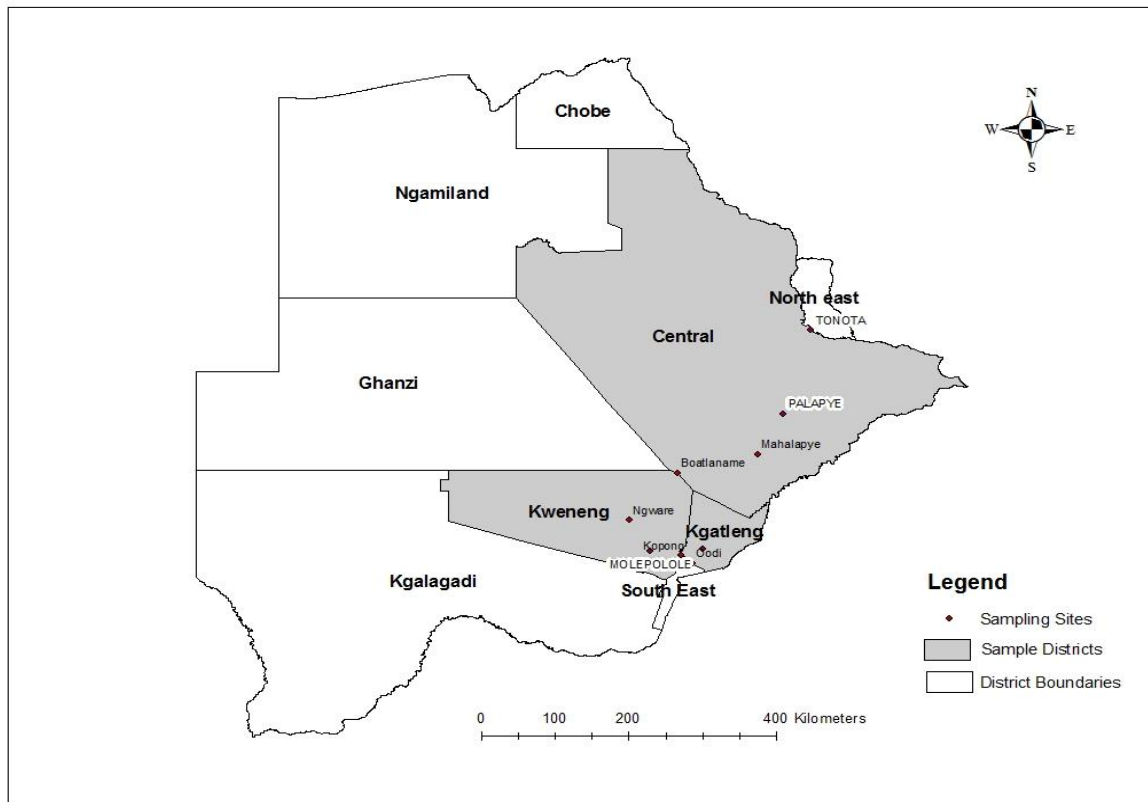 Chobe
N
W E
S
Ngamiland
North east
TONOTA
Central
Ghanzi
PALAPYE
Mahalapye
Boatlaname
Kweneng
Ngware
Kgatleng
Kopong
Oodi
MOLEPOLOLE
Kgalagadi
South East
Legend
Sampling Sites
Sample Districts
District Boundaries
0 200 400 Kilometers